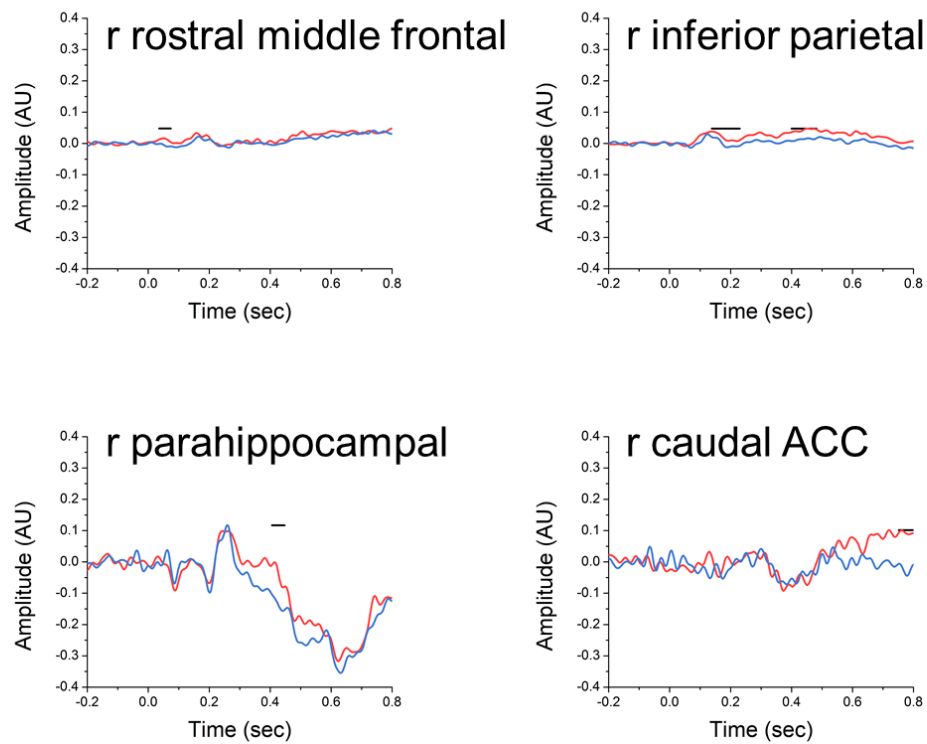 r rostral middle frontal
0.4
0.3
0.2
0.1
0.0
-0.1
-0.2
-0.3
-0.4
Amplitude (AU)
-0.2 0.0 0.2 0.4 0.6 0.8
Time (sec)
r inferior parietal
0.4
0.3
0.2
0.1
0.0
-0.1
-0.2
-0.3
-0.4
Amplitude (AU)
-0.2 0.0 0.2 0.4 0.6 0.8
Time (sec)
r parahippocampal
0.4
0.3
0.2
0.1
0.0
-0.1
-0.2
-0.3
-0.4
Amplitude (AU)
-0.2 0.0 0.2 0.4 0.6 0.8
Time (sec)
r caudal ACC
0.4
0.3
0.2
0.1
0.0
-0.1
-0.2
-0.3
-0.4
Amplitude (AU)
-0.2 0.0 0.2 0.4 0.6 0.8
Time (sec)